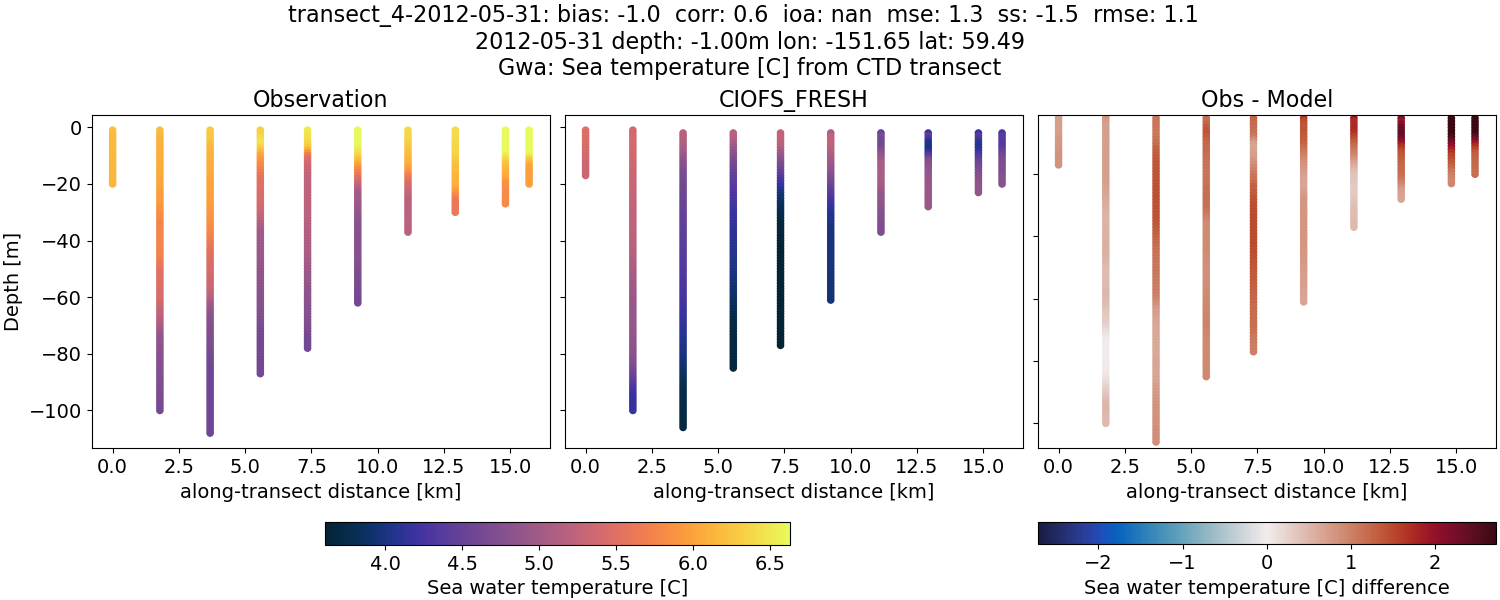 transect_4-2012-05-31: bias: -1.0  corr: 0.6  ioa: nan  mse: 1.3  ss: -1.5  rmse: 1.1
2012-05-31 depth: -1.00m lon: -151.65 lat: 59.49
Gwa: Sea temperature [C] from CTD transect
Observation
CIOFS_FRESH
Obs - Model
Depth [m]
0
−20
−40
−60
−80
−100
0.0 2.5 5.0 7.5 10.0 12.5 15.0
0.0 2.5 5.0 7.5 10.0 12.5 15.0
0.0 2.5 5.0 7.5 10.0 12.5 15.0
along-transect distance [km]
along-transect distance [km]
along-transect distance [km]
4.0 4.5 5.0 5.5 6.0 6.5
Sea water temperature [C]
−2 −1 0 1 2
Sea water temperature [C] difference